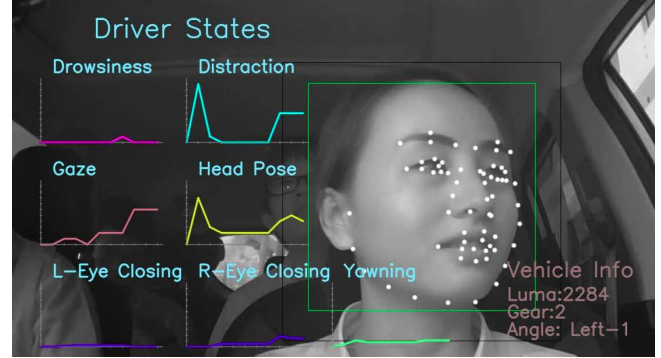 Driver States
Drowsiness
Distraction
Gaze
Head Pose
L-Eye Closing
R-Eye Closing
Yawning
Vehicle Info
Luma:2284
Gear:2
Angle: Left-1